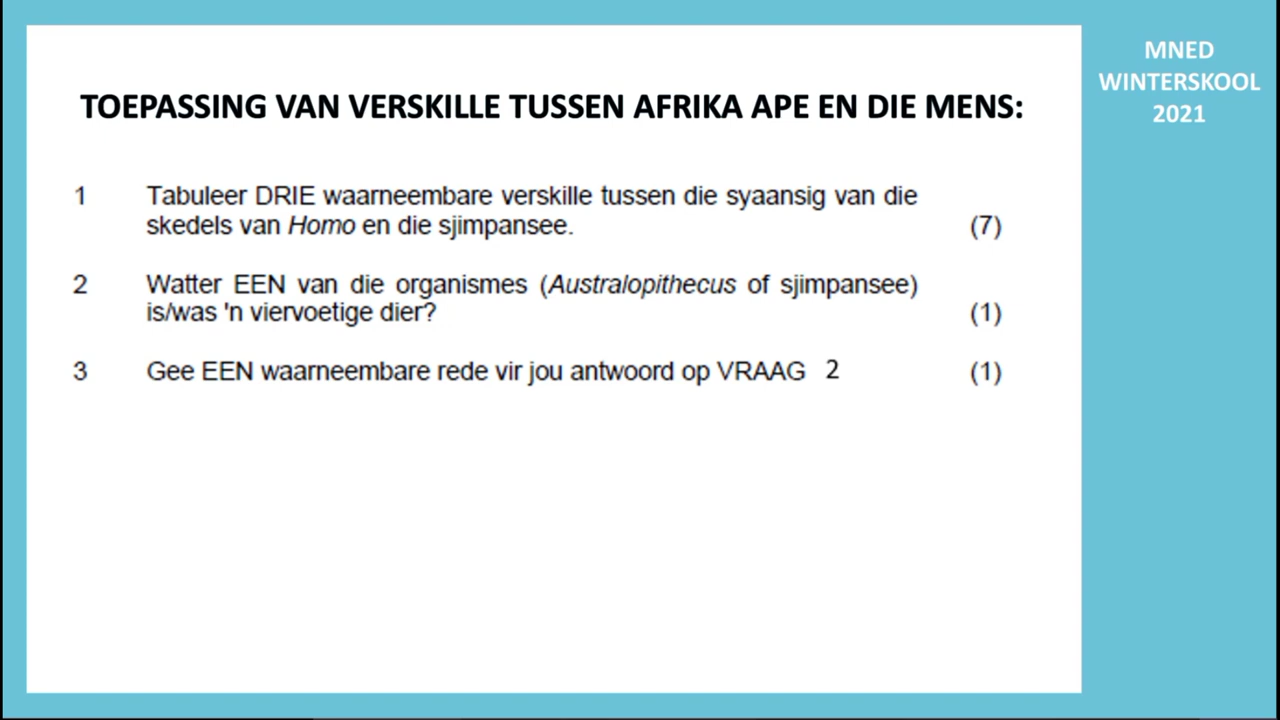 TOEPASSING VAN VERSKILLE TUSSEN AFRIKA APE EN DIE MENS:
MNED
WINTERSKOOL
2021
1 Tabuleer DRIE waarneembare verskille tussen die syaansig van die
skedels van Homo en die sjimpansee. (7)
2 Watter EEN van die organismes (Australopithecus of sjimpansee)
is/was 'n viervoetige dier? (1)
3 Gee EEN waarneembare rede vir jou antwoord op VRAAG 2 (1)